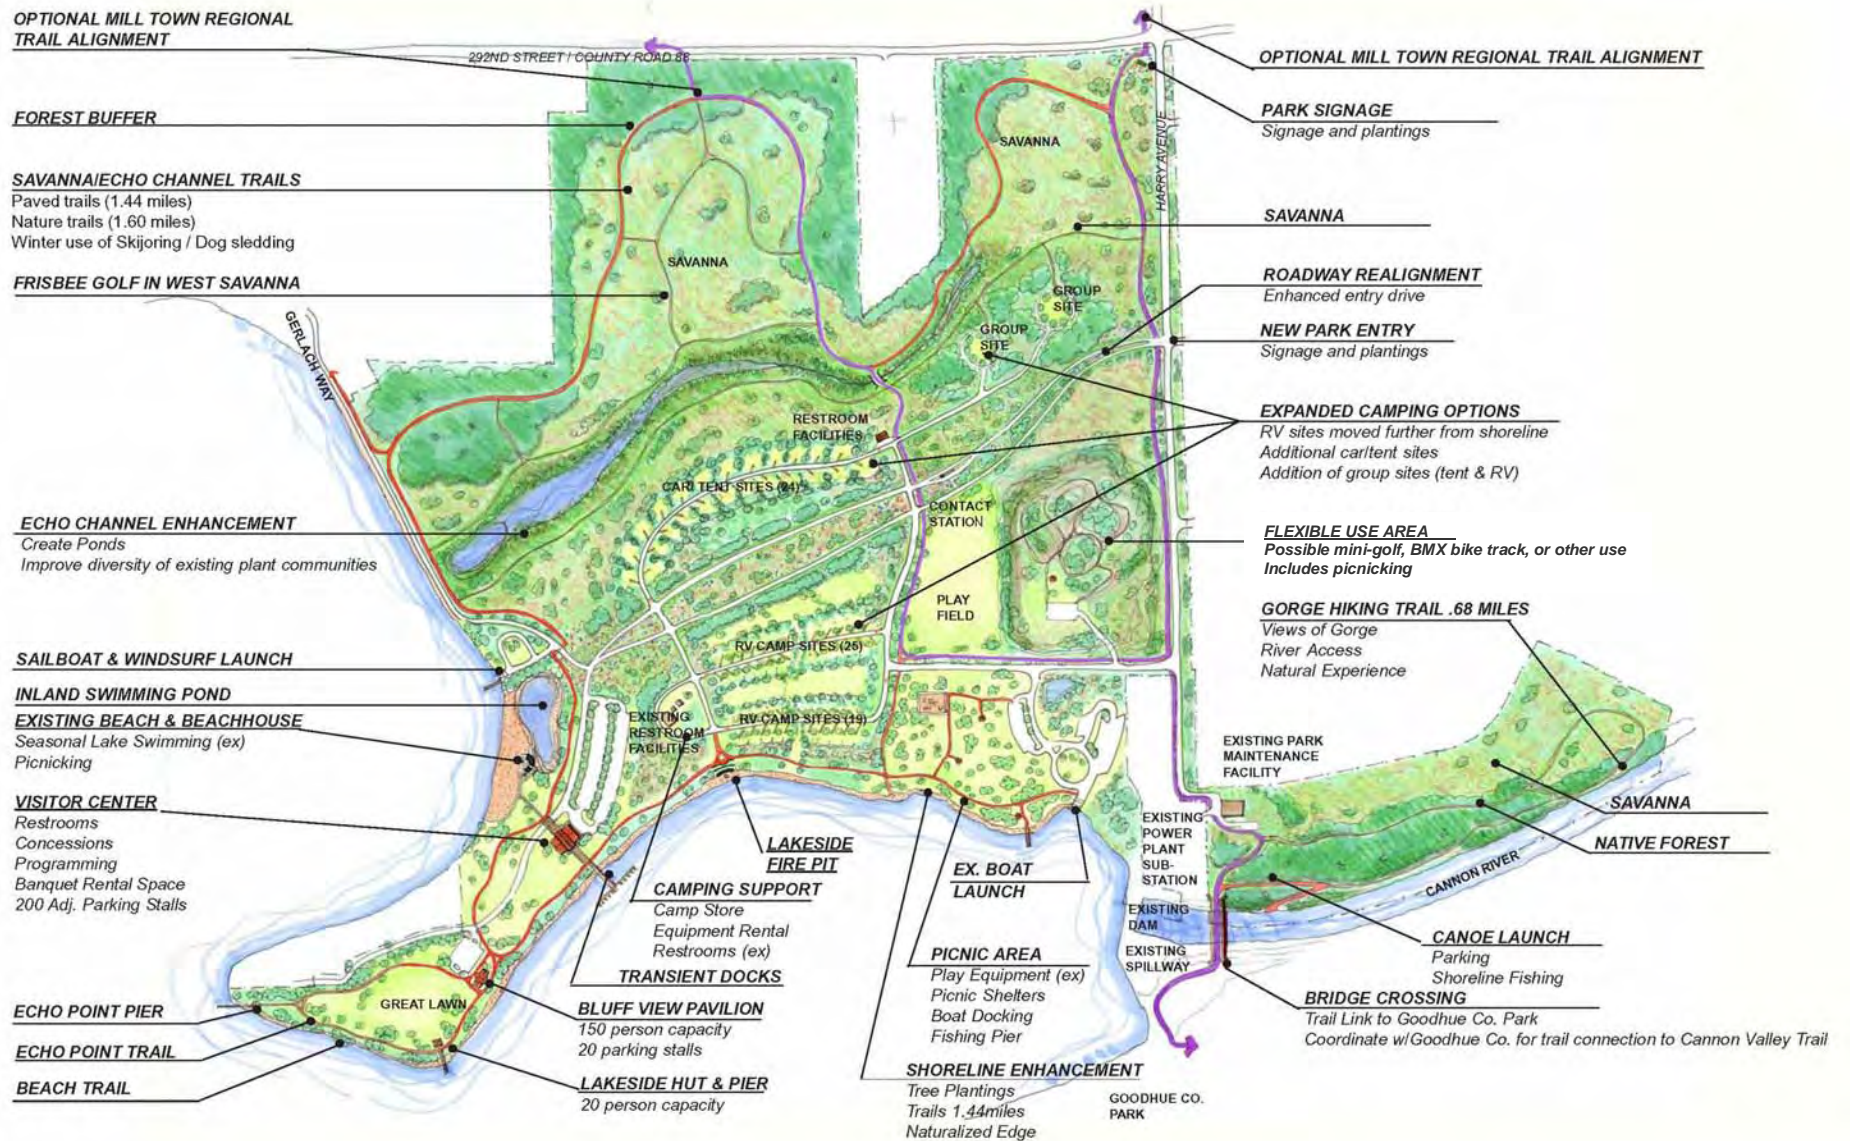 OPTIONAL MILL TOWN REGIONAL
TRAIL ALIGNMENT
FOREST BUFFER
SAVANNA/ECHO CHANNEL TRAILS
Paved trails (1.44 miles)
Nature trails (1.60 miles)
Winter use of Skijoring / Dog sledding
FRISBEE GOLF IN WEST SAVANNA
GERLACH WAY
ECHO CHANNEL ENHANCEMENT
Create Ponds
Improve diversity of existing plant communities
SAILBOAT & WINDSURF LAUNCH
INLAND SWIMMING POND
EXISTING BEACH & BEACHHOUSE
Seasonal Lake Swimming (ex)
Picnicking
VISITOR CENTER
Restrooms
Concessions
Programming
Banquet Rental Space
200 Adj. Parking Stalls
ECHO POINT PIER
ECHO POINT TRAIL
BEACH TRAIL
292ND STREET / COUNTY ROAD 88
SAVANNA
SAVANNA
GROUP
SITE
GROUP
SITE
RESTROOM
FACILITIES
CAR/ TENT SITES (24)
CONTACT
STATION
PLAY
FIELD
RV CAMP SITES (25)
RV CAMP SITES (19)
EXISTING
RESTROOM
FACILITIES
GREAT LAWN
LAKESIDE
FIRE PIT
CAMPING SUPPORT
Camp Store
Equipment Rental
Restrooms (ex)
TRANSIENT DOCKS
BLUFF VIEW PAVILION
150 person capacity
20 parking stalls
LAKESIDE HUT & PIER
20 person capacity
EX. BOAT
LAUNCH
PICNIC AREA
Play Equipment (ex)
Picnic Shelters
Boat Docking
Fishing Pier
SHORELINE ENHANCEMENT
Tree Plantings
Trails 1.44miles
Naturalized Edge
HARRY AVENUE
OPTIONAL MILL TOWN REGIONAL TRAIL ALIGNMENT
PARK SIGNAGE
Signage and plantings
SAVANNA
ROADWAY REALIGNMENT
Enhanced entry drive
NEW PARK ENTRY
Signage and plantings
EXPANDED CAMPING OPTIONS
RV sites moved further from shoreline
Additional car/tent sites
Addition of group sites (tent & RV)
FLEXIBLE USE AREA
Possible mini-golf, BMX bike track, or other use
Includes picnicking
GORGE HIKING TRAIL .68 MILES
Views of Gorge
River Access
Natural Experience
EXISTING PARK
MAINTENANCE
FACILITY
SAVANNA
NATIVE FOREST
EXISTING
POWER
PLANT
SUB-
STATION
CANNON RIVER
EXISTING
DAM
EXISTING
SPILLWAY
CANOE LAUNCH
Parking
Shoreline Fishing
BRIDGE CROSSING
Trail Link to Goodhue Co. Park
Coordinate w/Goodhue Co. for trail connection to Cannon Valley Trail
GOODHUE CO.
PARK